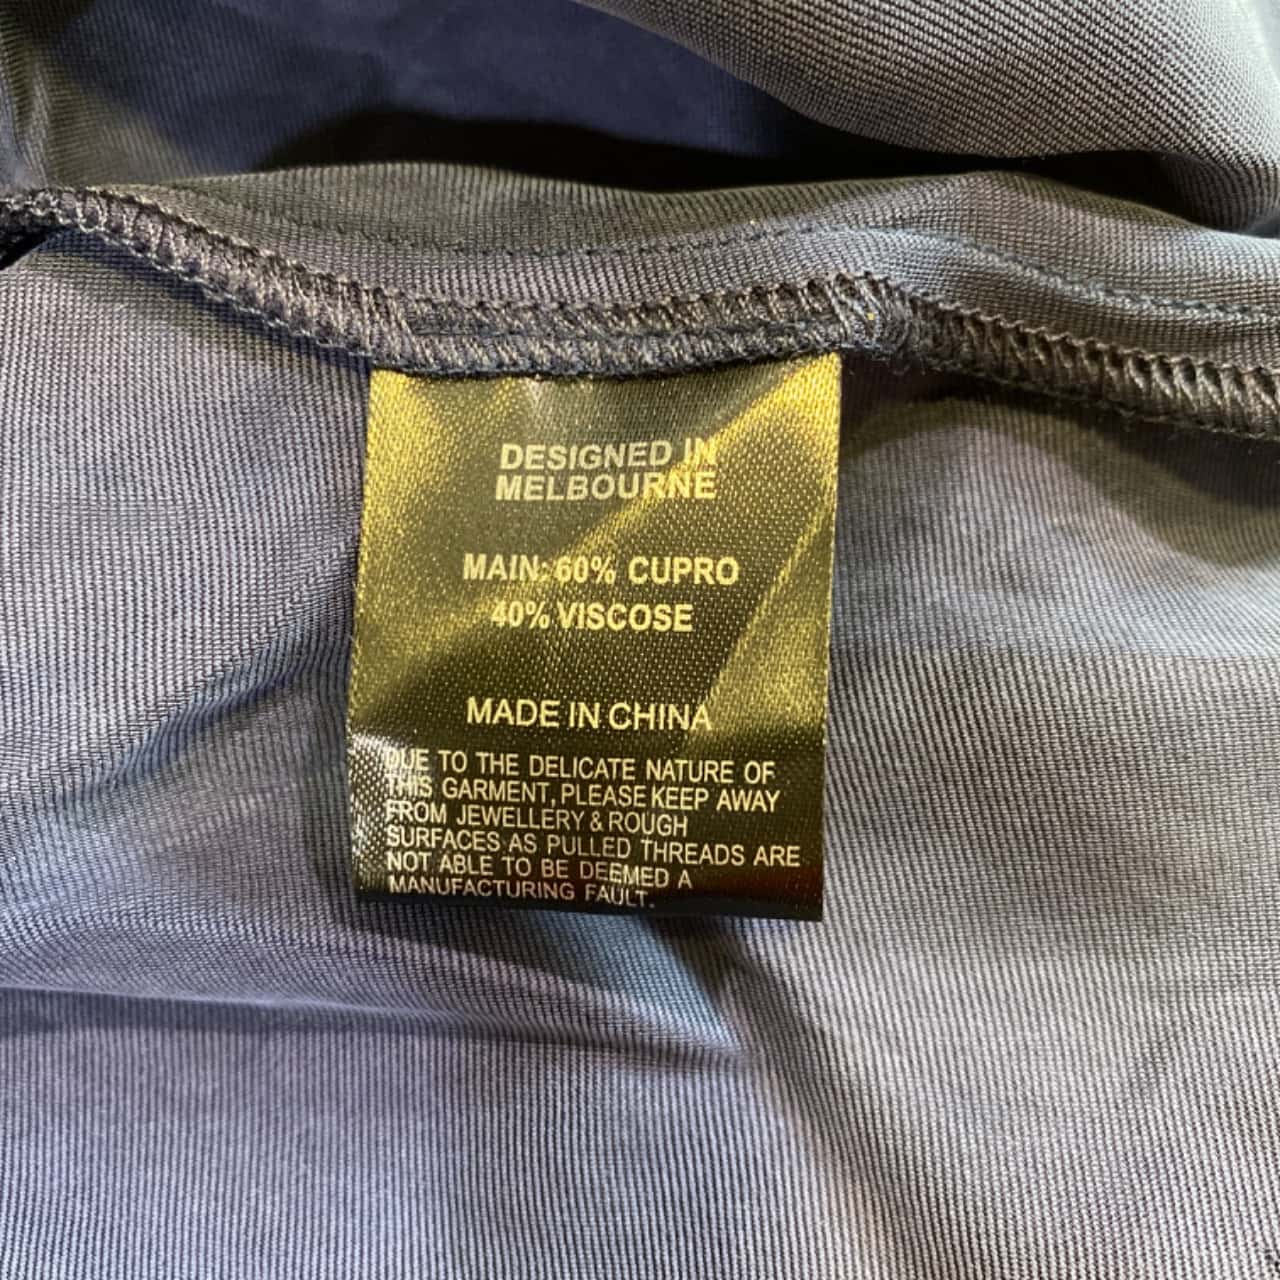 DESIGNED IN
MELBOURNE
MAIN: 60% CUPRO
40% VISCOSE
MADE IN CHINA
DUE TO THE DELICATE NATURE OF
THIS GARMENT, PLEASE KEEP AWAY
FROM JEWELLERY & ROUGH
SURFACES AS PULLED THREADS ARE
NOT ABLE TO BE DEEMED A
MANUFACTURING FAULT.